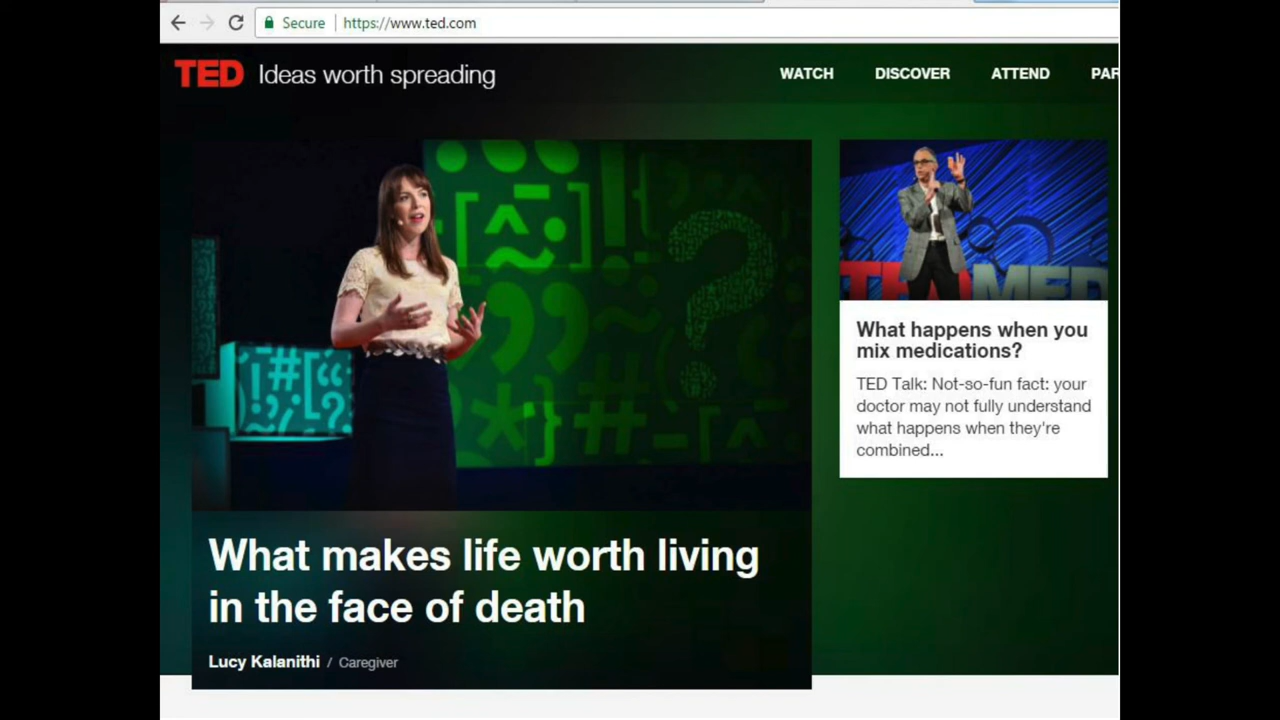 Secure | https://www.ted.com
TED Ideas worth spreading
WATCH DISCOVER ATTEND PAR
TEDMED
What happens when you
mix medications?
TED Talk: Not-so-fun fact: your
doctor may not fully understand
what happens when they're
combined...
What makes life worth living
in the face of death
Lucy Kalanithi / Caregiver